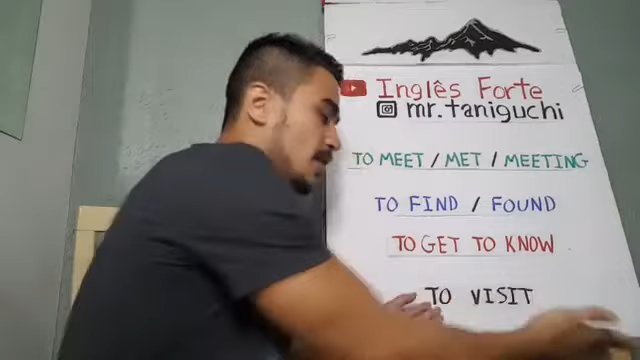 Inglês Forte
mr.taniguchi
TO MEET / MET / MEETING
TO FIND / FOUND
TO GET TO KNOW
TO VISIT